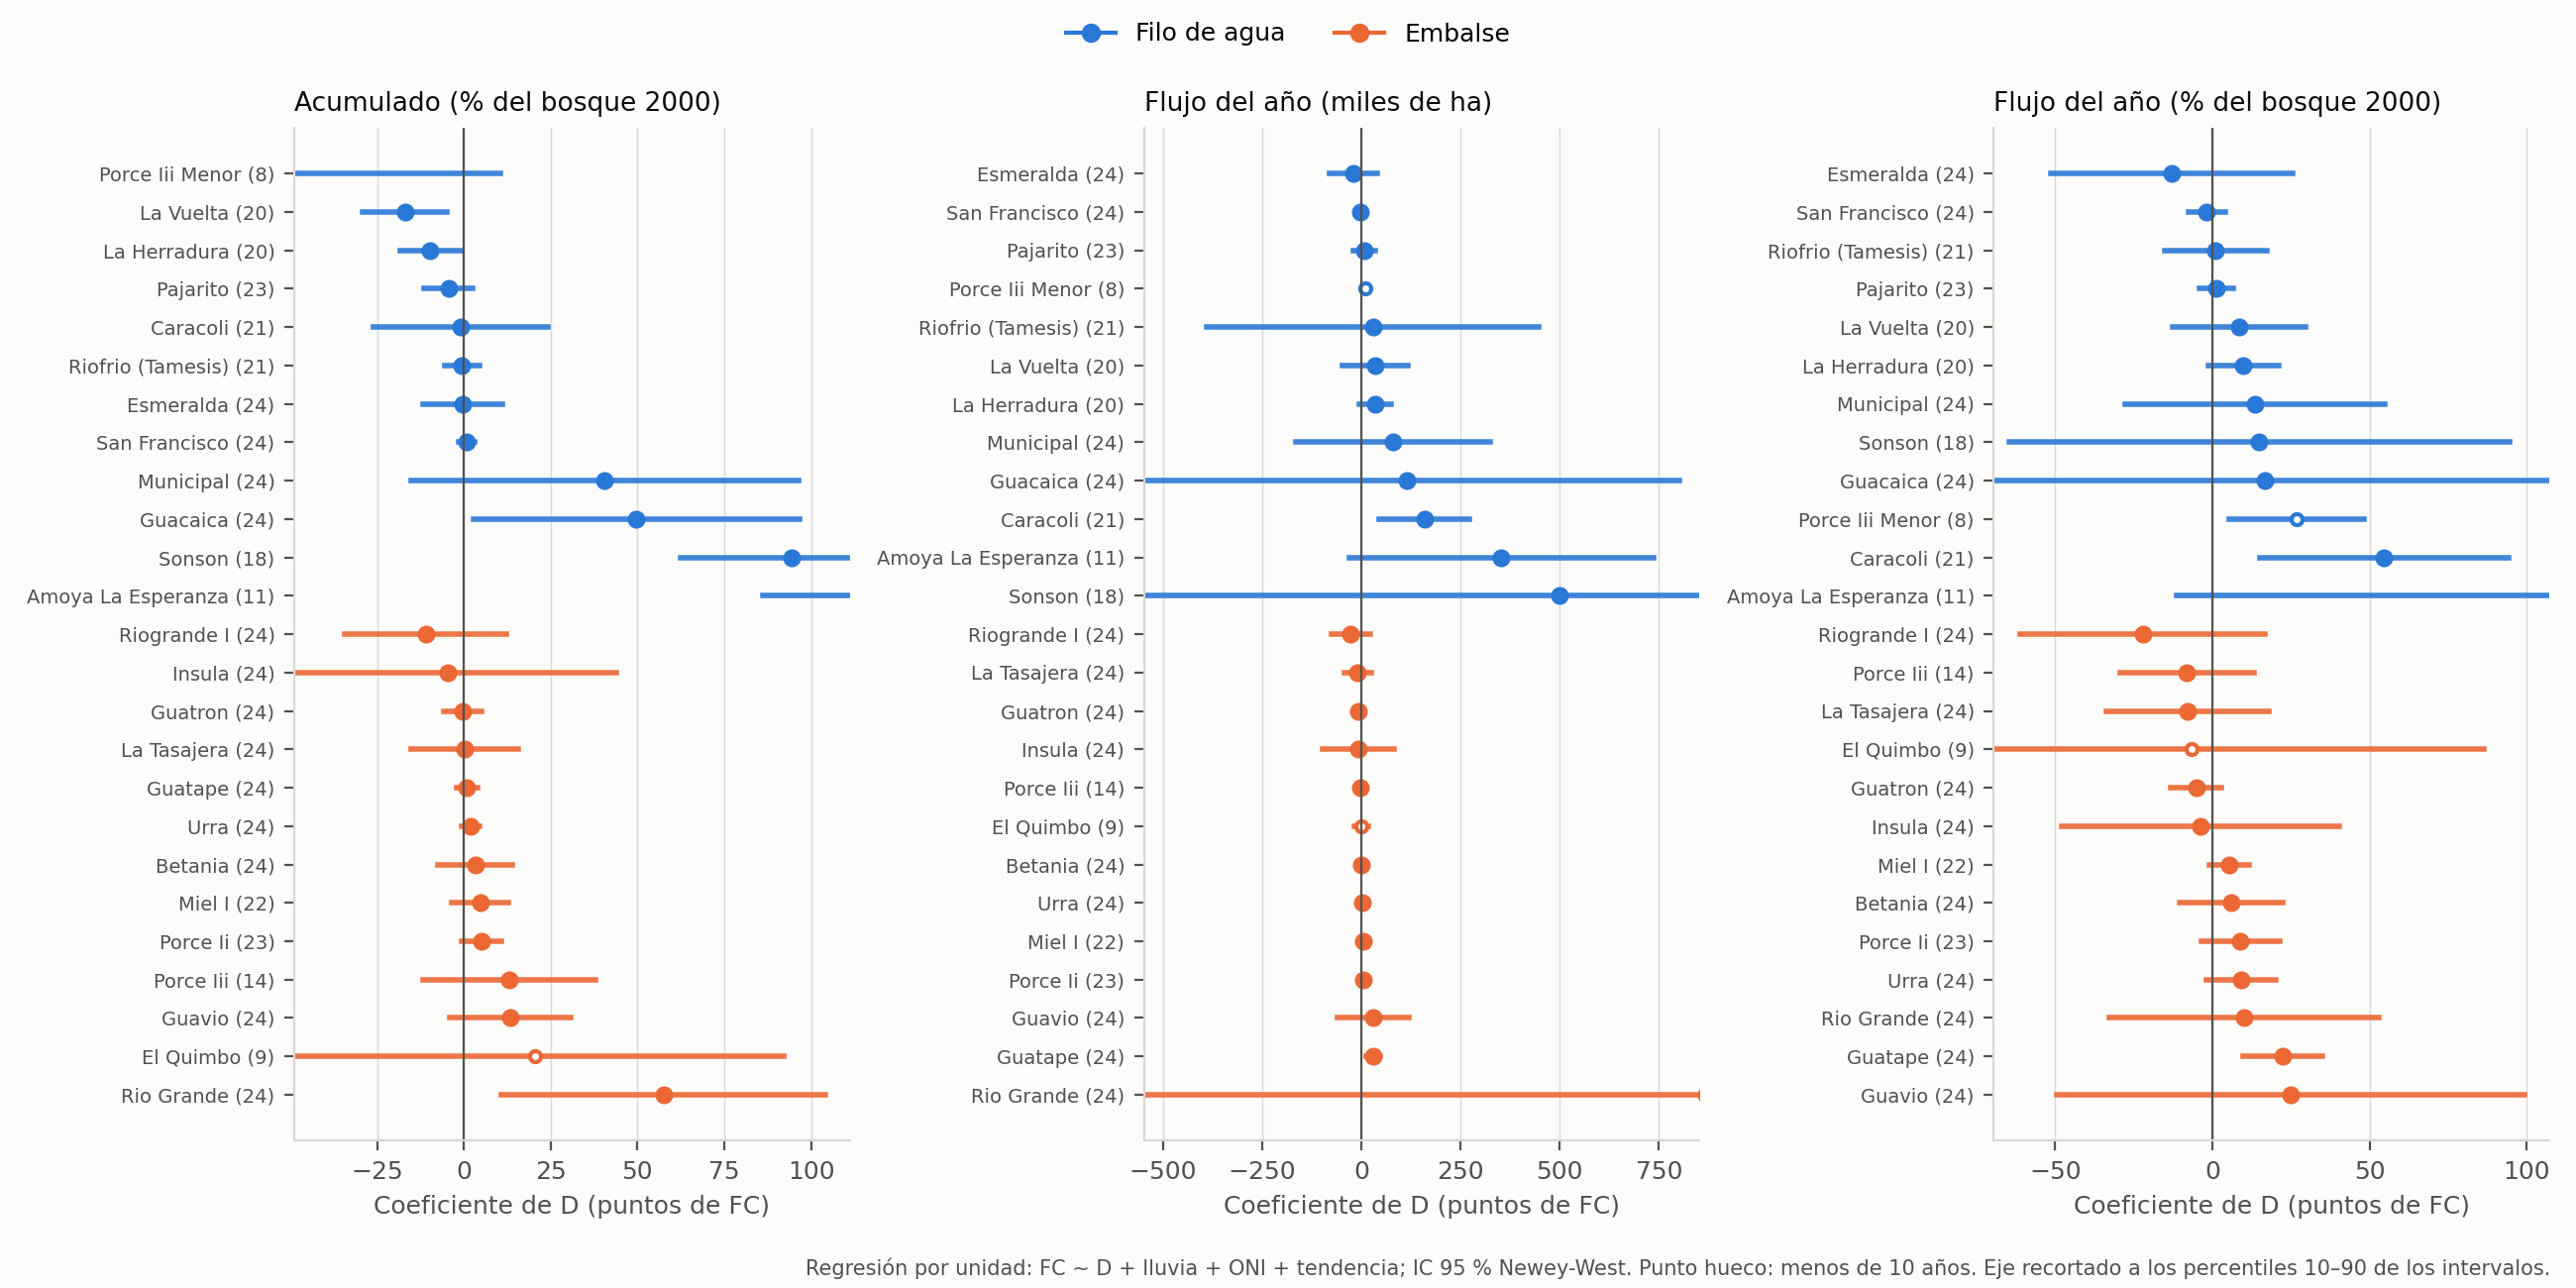 Filo de agua
Embalse
Acumulado (% del bosque 2000)
Porce Iii Menor (8)
La Vuelta (20)
La Herradura (20)
Pajarito (23)
Caracoli (21)
Riofrio (Tamesis) (21)
Esmeralda (24)
San Francisco (24)
Municipal (24)
Guacaica (24)
Sonson (18)
Amoya La Esperanza (11)
Riogrande I (24)
Insula (24)
Guatron (24)
La Tasajera (24)
Guatape (24)
Urra (24)
Betania (24)
Miel I (22)
Porce Ii (23)
Porce Iii (14)
Guavio (24)
El Quimbo (9)
Rio Grande (24)
−25 0 25 50 75 100
Coeficiente de D (puntos de FC)
Flujo del año (miles de ha)
Esmeralda (24)
San Francisco (24)
Pajarito (23)
Porce Iii Menor (8)
Riofrio (Tamesis) (21)
La Vuelta (20)
La Herradura (20)
Municipal (24)
Guacaica (24)
Caracoli (21)
Amoya La Esperanza (11)
Sonson (18)
Riogrande I (24)
La Tasajera (24)
Guatron (24)
Insula (24)
Porce Iii (14)
El Quimbo (9)
Betania (24)
Urra (24)
Miel I (22)
Porce Ii (23)
Guavio (24)
Guatape (24)
Rio Grande (24)
−500 −250 0 250 500 750
Coeficiente de D (puntos de FC)
Flujo del año (% del bosque 2000)
Esmeralda (24)
San Francisco (24)
Riofrio (Tamesis) (21)
Pajarito (23)
La Vuelta (20)
La Herradura (20)
Municipal (24)
Sonson (18)
Guacaica (24)
Porce Iii Menor (8)
Caracoli (21)
Amoya La Esperanza (11)
Riogrande I (24)
Porce Iii (14)
La Tasajera (24)
El Quimbo (9)
Guatron (24)
Insula (24)
Miel I (22)
Betania (24)
Porce Ii (23)
Urra (24)
Rio Grande (24)
Guatape (24)
Guavio (24)
−50 0 50 100
Coeficiente de D (puntos de FC)
Regresión por unidad: FC ~ D + lluvia + ONI + tendencia; IC 95 % Newey-West. Punto hueco: menos de 10 años. Eje recortado a los percentiles 10–90 de los intervalos.